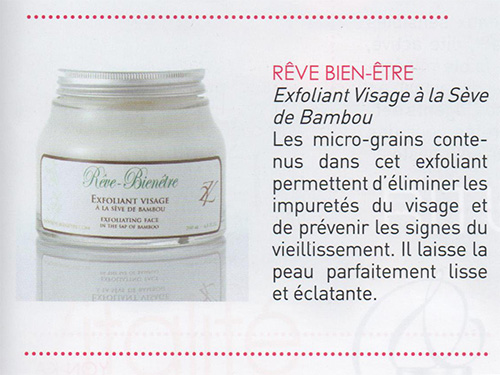 RÊVE BIEN-ÊTRE
Exfoliant Visage à la Sève
de Bambou
Les micro-grains conte-
nus dans cet exfoliant
permettent d'éliminer les
impuretés du visage et
de prévenir les signes du
vieillissement. Il laisse la
peau parfaitement lisse
et éclatante.
Rêve-Bienêtre
EXFOLIANT VISAGE
A LA SÈVE DE BAMBOU
EXFOLIATING FACE
IN THE SAP OF BAMBOO